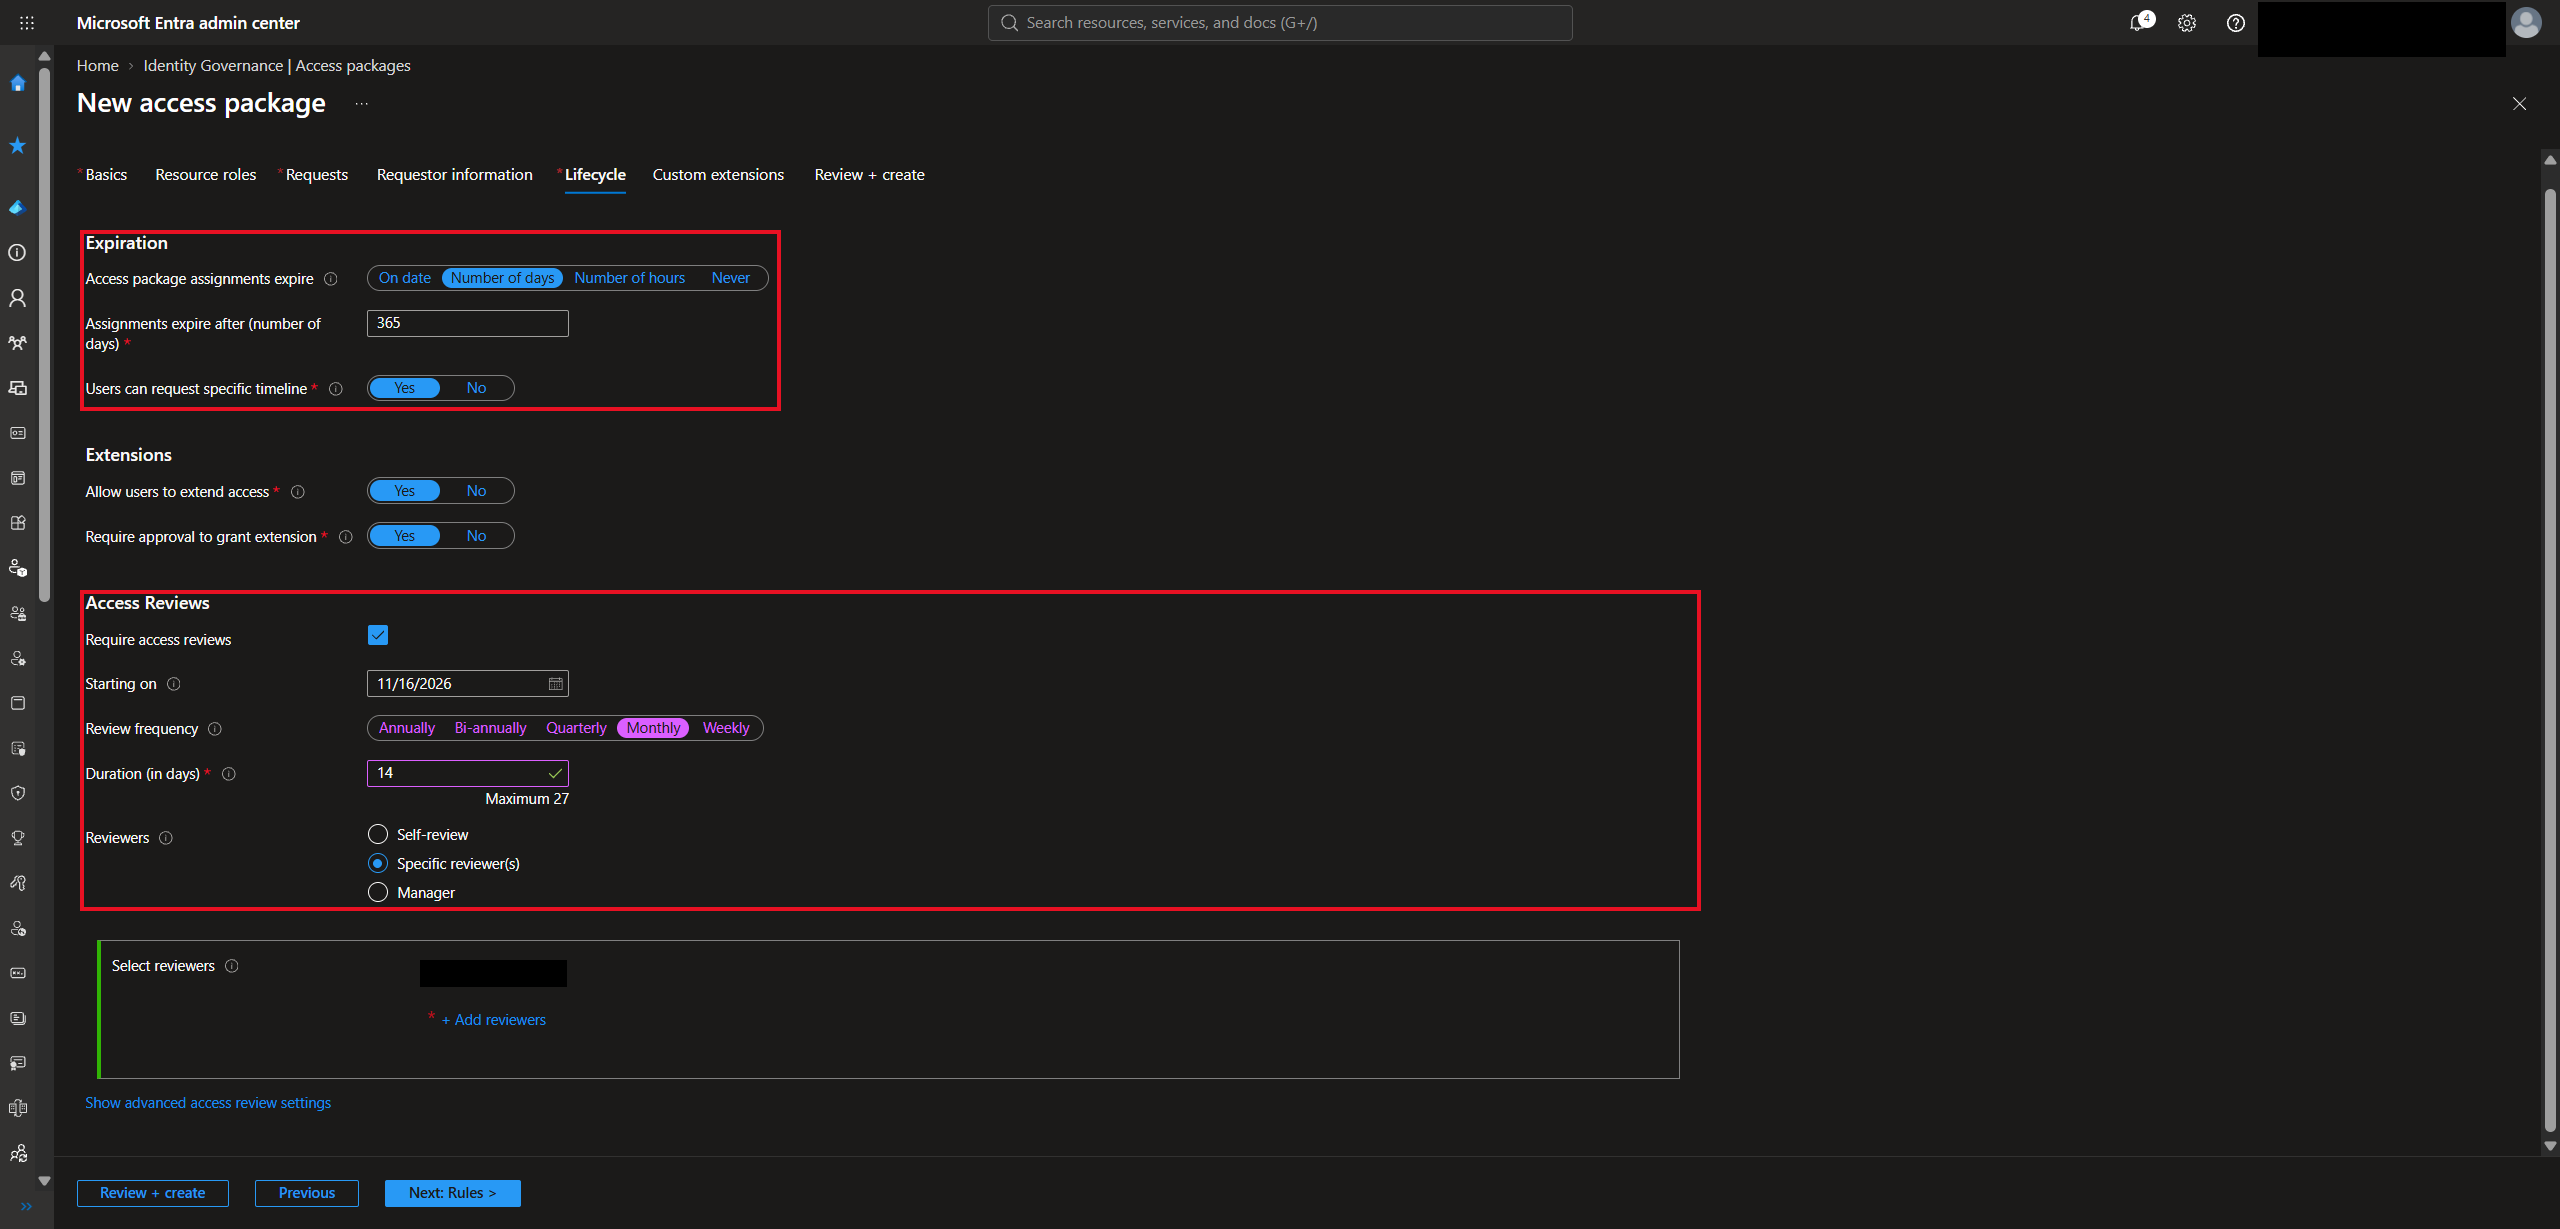 Microsoft Entra admin center
Search resources, services, and docs (G+/)
4
Home › Identity Governance | Access packages
New access package ...
* Basics Resource roles * Requests Requestor information * Lifecycle Custom extensions Review + create
Expiration
Access package assignments expire On date Number of days Number of hours Never
Assignments expire after (number of
days) *
365
Users can request specific timeline * Yes No
Extensions
Allow users to extend access * Yes No
Require approval to grant extension * Yes No
Access Reviews
Require access reviews
Starting on 11/16/2026
Review frequency Annually Bi-annually Quarterly Monthly Weekly
Duration (in days) * 14
Maximum 27
Reviewers Self-review
Specific reviewer(s)
Manager
Select reviewers
* + Add reviewers
Show advanced access review settings
Review + create Previous Next: Rules >